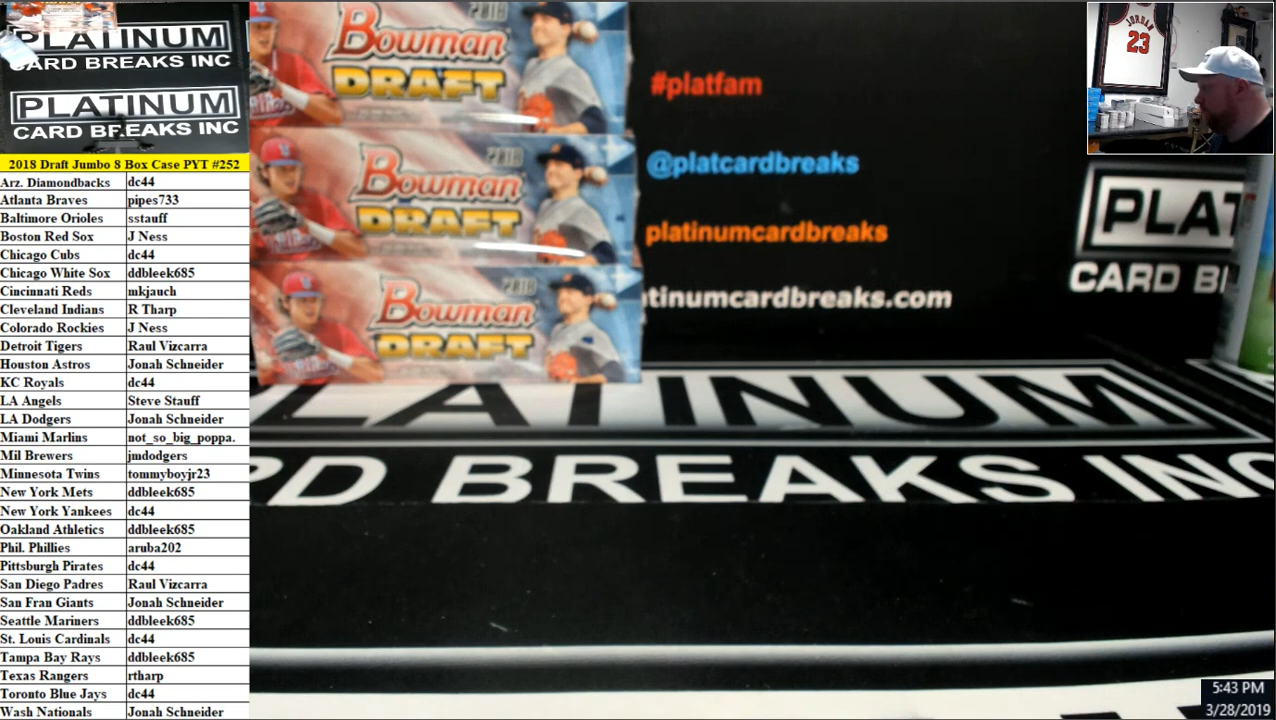 PLATINUM
CARD BREAKS INC
PLATINUM
CARD BREAKS INC
2018 Draft Jumbo 8 Box Case PYT #252
Arz. Diamondbacks dc44
Atlanta Braves pipes733
Baltimore Orioles sstauff
Boston Red Sox J Ness
Chicago Cubs dc44
Chicago White Sox ddbleek685
Cincinnati Reds mkjauch
Cleveland Indians R Tharp
Colorado Rockies J Ness
Detroit Tigers Raul Vizcarra
Houston Astros Jonah Schneider
KC Royals dc44
LA Angels Steve Stauff
LA Dodgers Jonah Schneider
Miami Marlins not_so_big_poppa.
Mil Brewers jmdodgers
Minnesota Twins tommyboyjr23
New York Mets ddbleek685
New York Yankees dc44
Oakland Athletics ddbleek685
Phil. Phillies aruba202
Pittsburgh Pirates dc44
San Diego Padres Raul Vizcarra
San Fran Giants Jonah Schneider
Seattle Mariners ddbleek685
St. Louis Cardinals dc44
Tampa Bay Rays ddbleek685
Texas Rangers rtharp
Toronto Blue Jays dc44
Wash Nationals Jonah Schneider
2018
Bowman
DRAFT
2018
Bowman
DRAFT
2018
Bowman
DRAFT
#platfam
@platcardbreaks
platinumcardbreaks
tinumcardbreaks.com
JORDAN
23
PLAT
CARD B
LATINUM
RD BREAKS INC
5:43 PM
3/28/2019